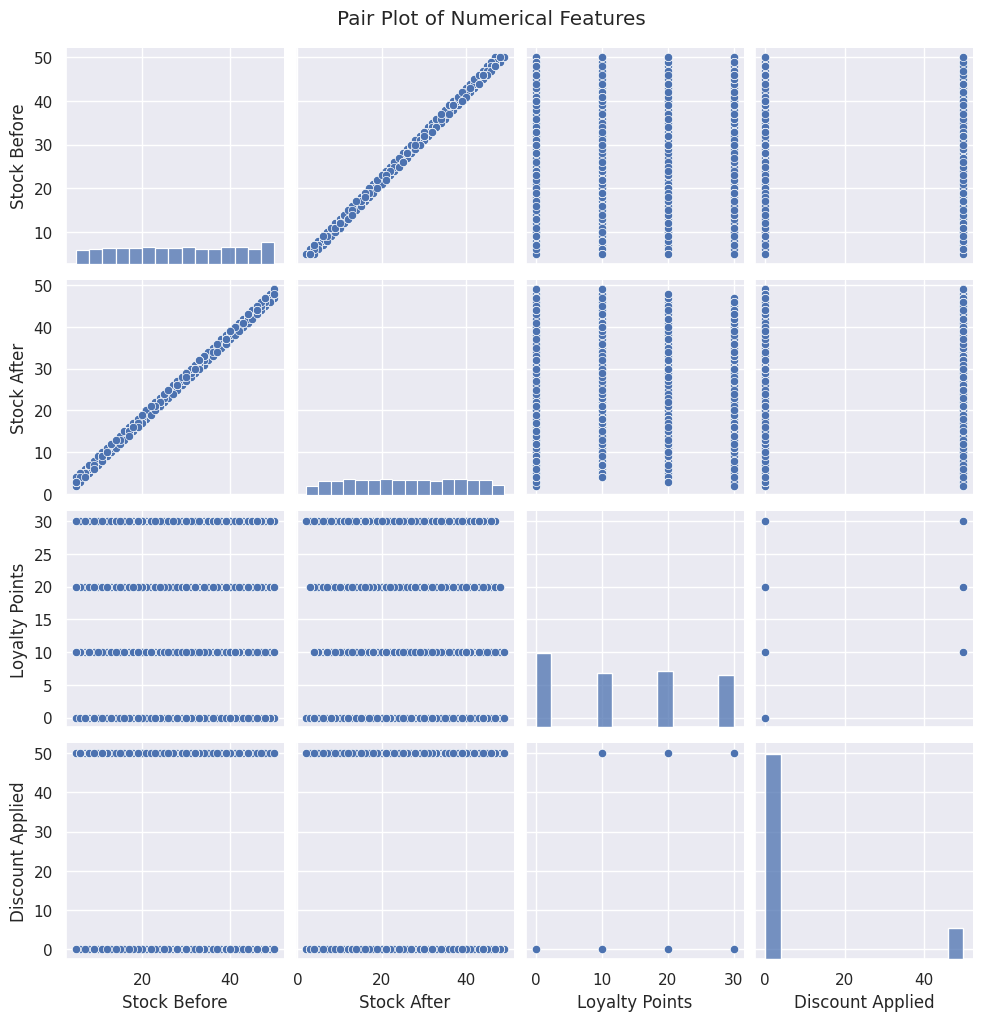 Pair Plot of Numerical Features
50
40
30
20
10
Stock Before
50
40
30
20
10
0
Stock After
30
25
20
15
10
5
0
Loyalty Points
50
40
30
20
10
0
Discount Applied
20 40
Stock Before
0 20 40
Stock After
0 10 20 30
Loyalty Points
0 20 40
Discount Applied